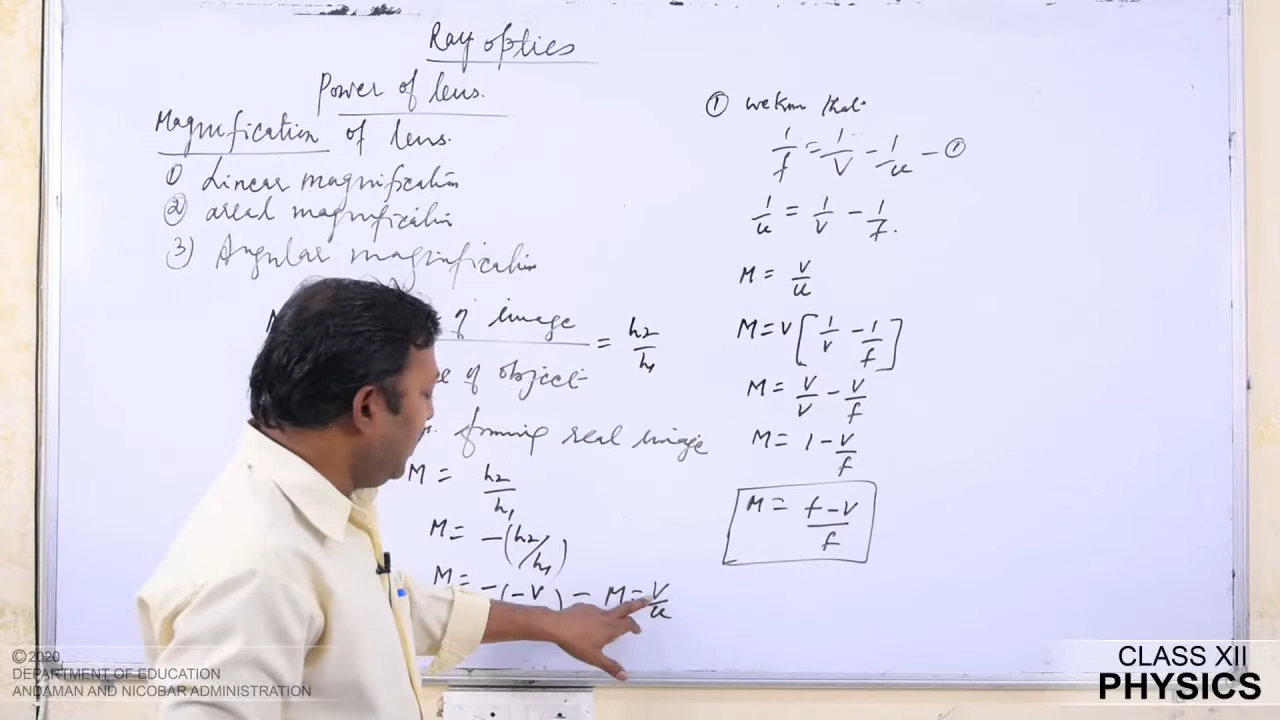 Ray optics
Power of lens.
Magnification of lens.
① Linear magnification
② areal magnification
3) Angular magnification
of image = h2/h1
of object
forming real image
M = h2/h1
M = -(h2/h1)
M = -(-v
M = v/u
① we know that
1/f = 1/v - 1/u - ①
1/u = 1/v - 1/f.
M = v/u
M = v[1/v - 1/f]
M = v/v - v/f
M = 1 - v/f
M = f-v/f
©2020
DEPARTMENT OF EDUCATION
ANDAMAN AND NICOBAR ADMINISTRATION
CLASS XII
PHYSICS